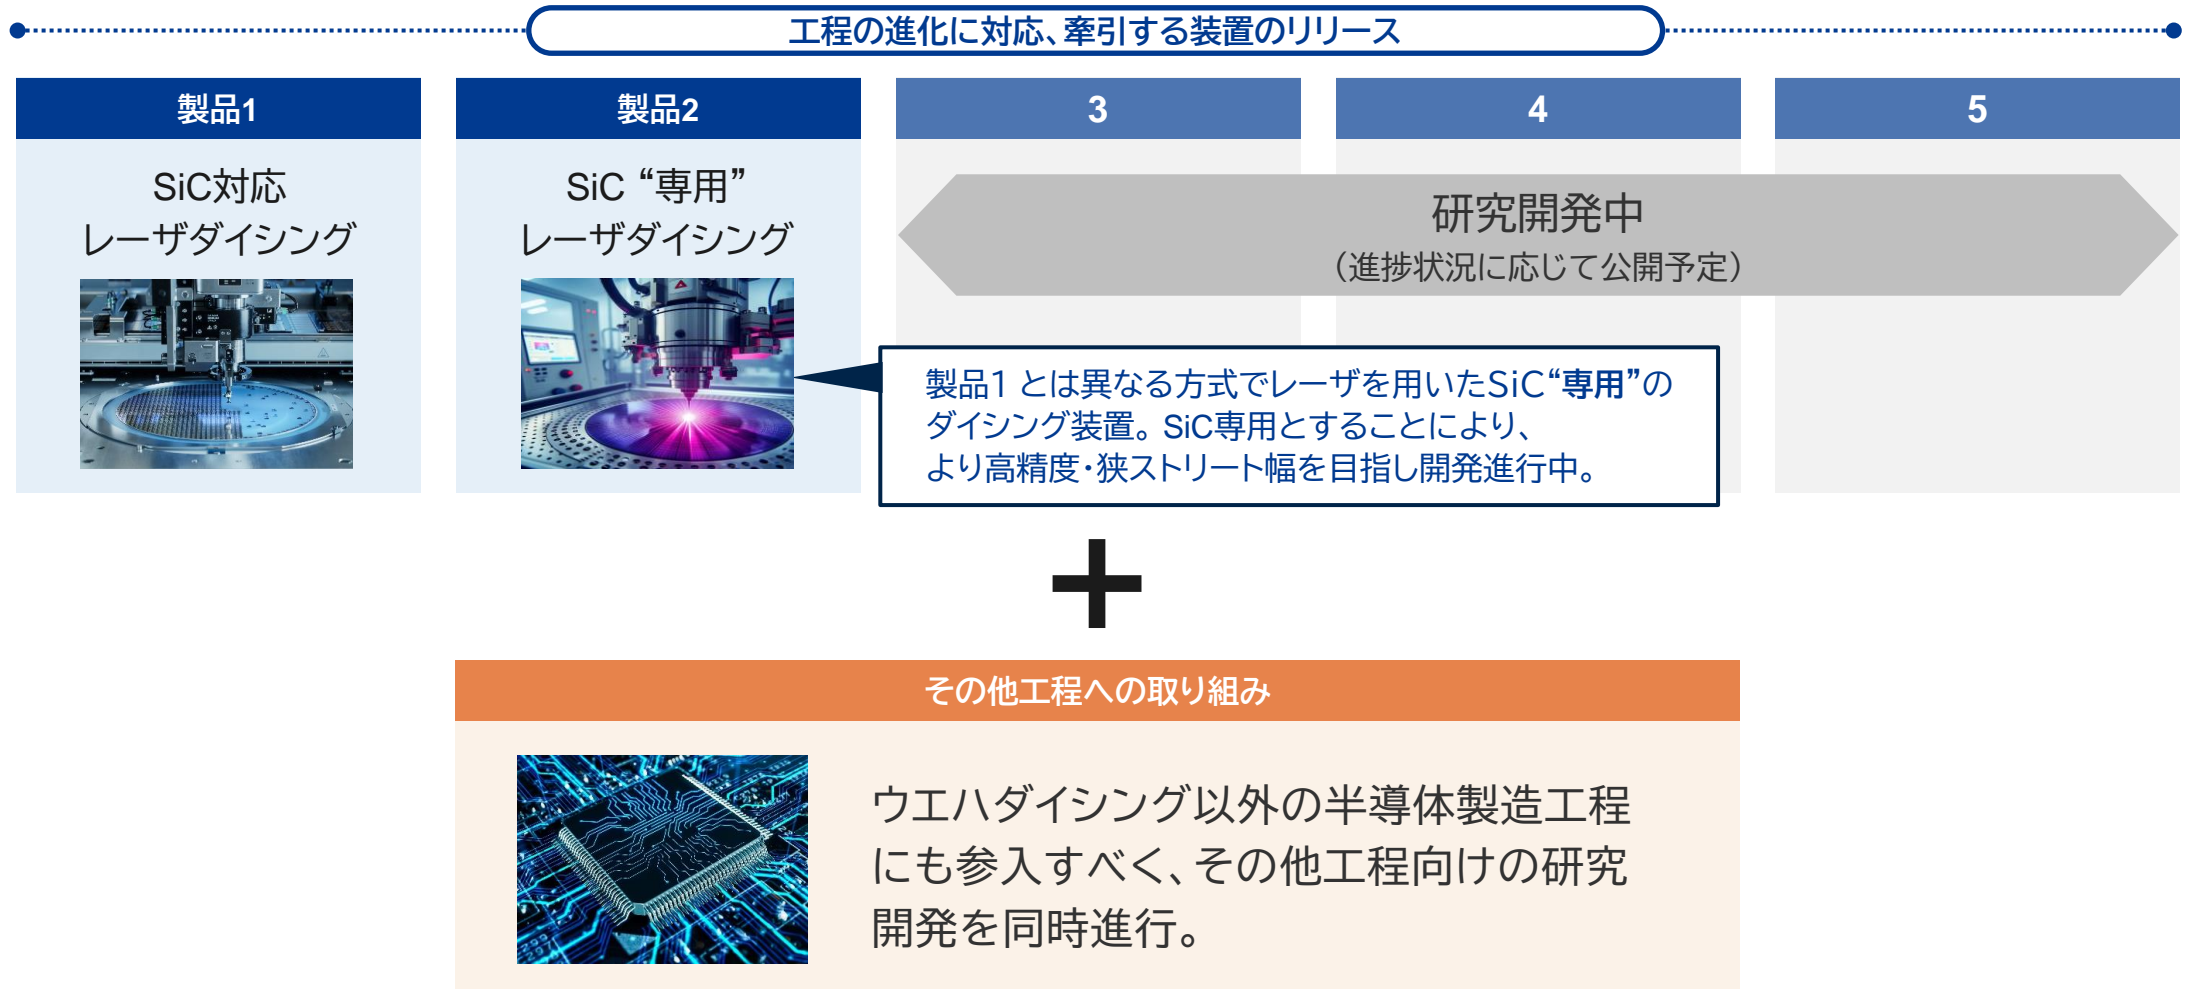 工程の進化に対応、牽引する装置のリリース
製品1
製品2
3
4
5
SiC対応
レーザダイシング
SiC “専用”
レーザダイシング
研究開発中
（進捗状況に応じて公開予定）
製品1 とは異なる方式でレーザを用いたSiC“専用”の
ダイシング装置。SiC専用とすることにより、
より高精度・狭ストリート幅を目指し開発進行中。
+
その他工程への取り組み
ウエハダイシング以外の半導体製造工程
にも参入すべく、その他工程向けの研究
開発を同時進行。